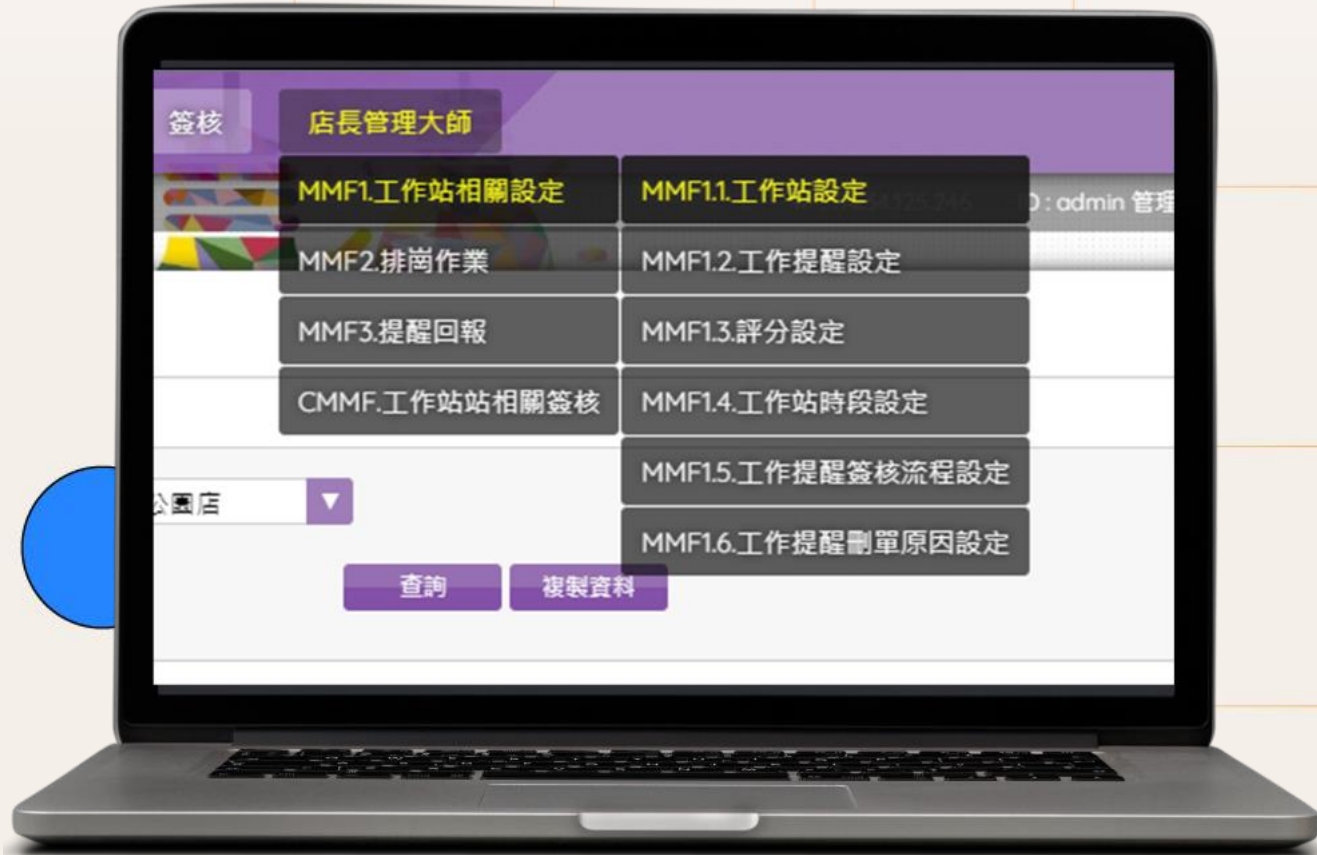 簽核
店長管理大師
MMF1.工作站相關設定
MMF1.1.工作站設定
ID : admin 管理
MMF2.排崗作業
MMF1.2.工作提醒設定
MMF3.提醒回報
MMF1.3.評分設定
CMMF.工作站站相關簽核
MMF1.4.工作站時段設定
MMF1.5.工作提醒簽核流程設定
公園店
MMF1.6.工作提醒刪單原因設定
查詢
複製資料